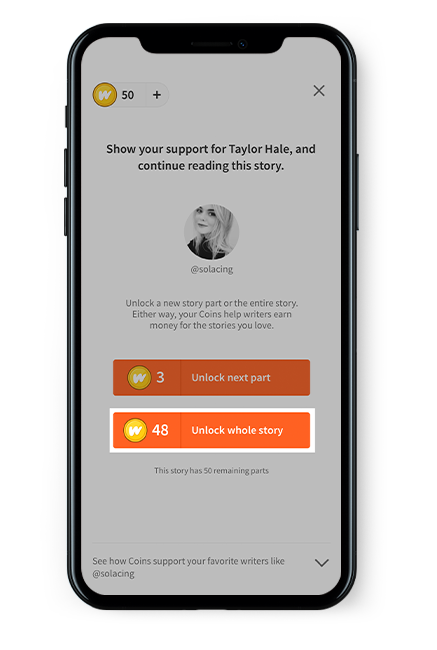 50 +
Show your support for Taylor Hale, and
continue reading this story.
@solacing
Unlock a new story part or the entire story.
Either way, your Coins help writers earn
money for the stories you love.
3 Unlock next part
48 Unlock whole story
This story has 50 remaining parts
See how Coins support your favorite writers like
@solacing